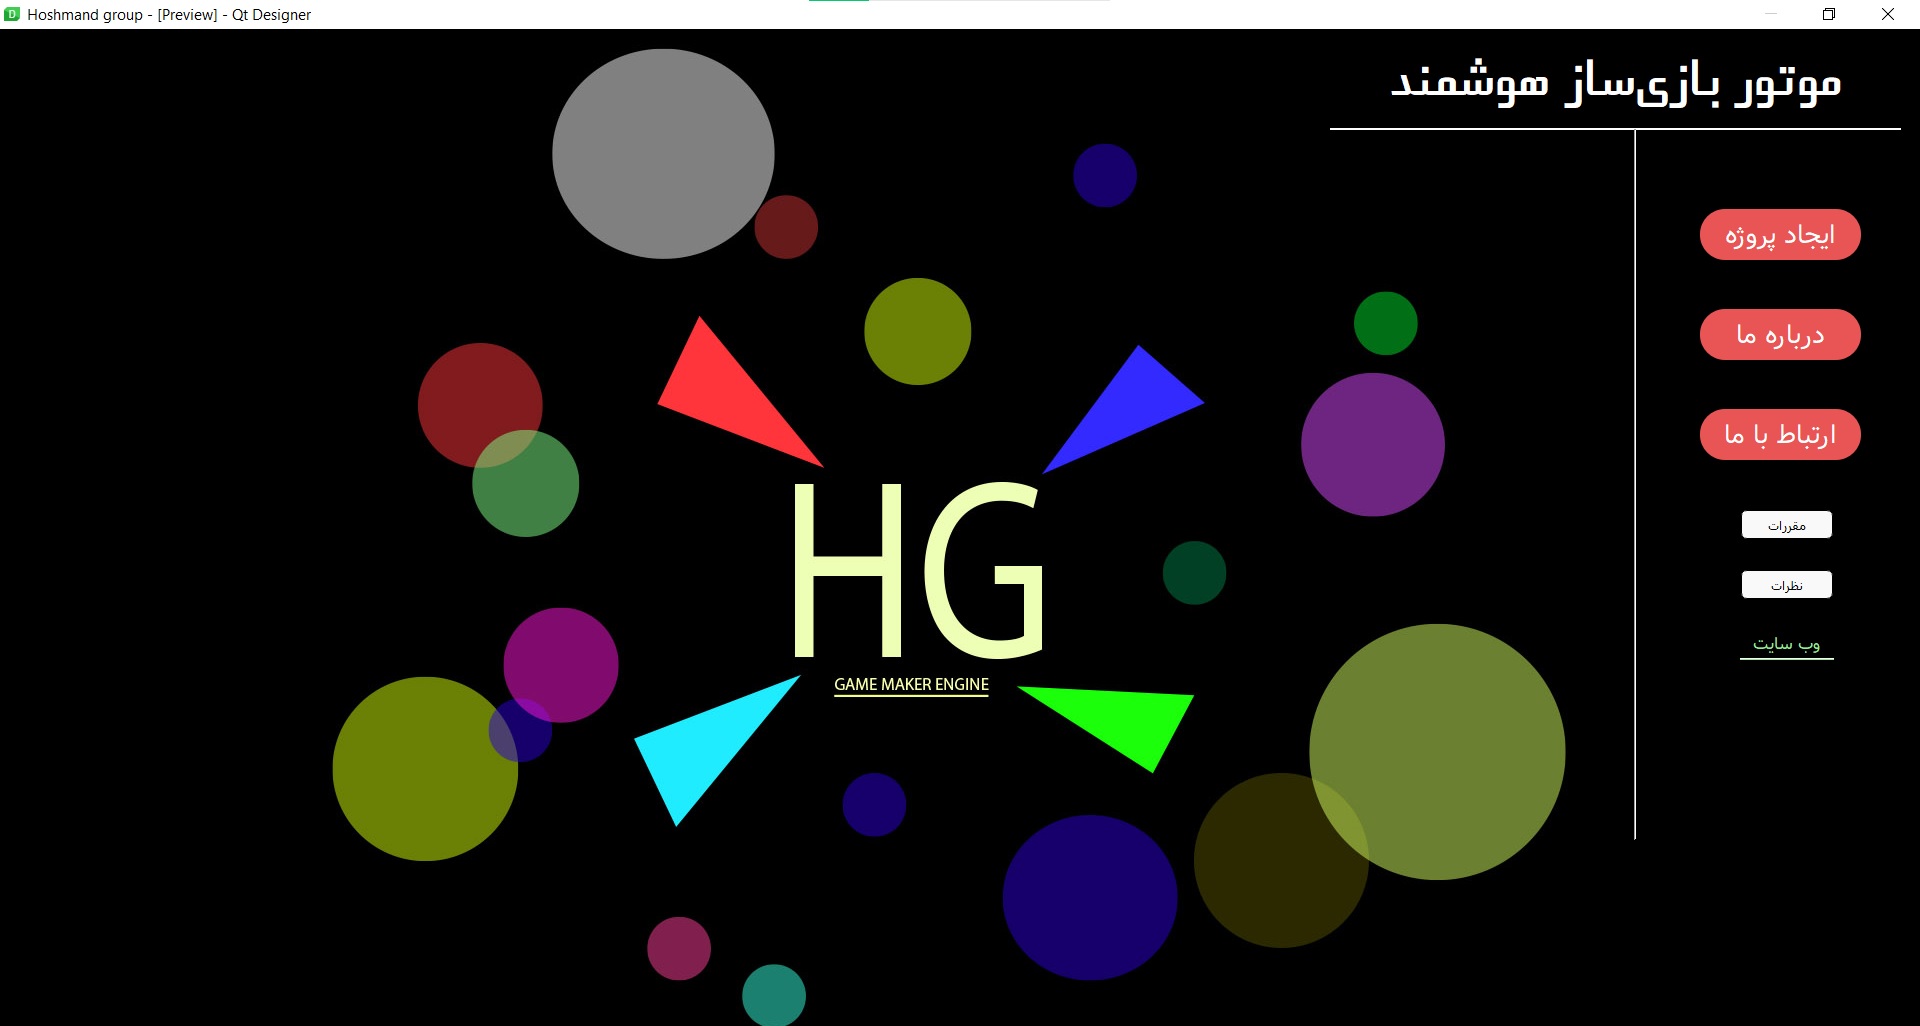 Hoshmand group - [Preview] - Qt Designer
موتور بازی‌ساز هوشمند
ایجاد پروژه
درباره ما
ارتباط با ما
مقررات
نظرات
وب سایت
HG
GAME MAKER ENGINE